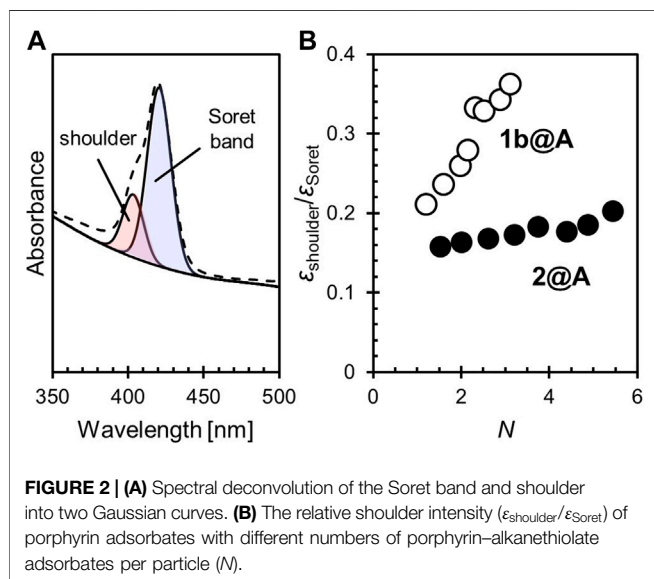 A
Absorbance
shoulder
Soret
band
350
400
450
500
Wavelength [nm]
B
εshoulder/εSoret
0.4
0.3
0.2
0.1
0
1b@A
2@A
0
2
4
6
N
FIGURE 2 | (A) Spectral deconvolution of the Soret band and shoulder
into two Gaussian curves. (B) The relative shoulder intensity (εshoulder/εSoret) of
porphyrin adsorbates with different numbers of porphyrin–alkanethiolate
adsorbates per particle (N).